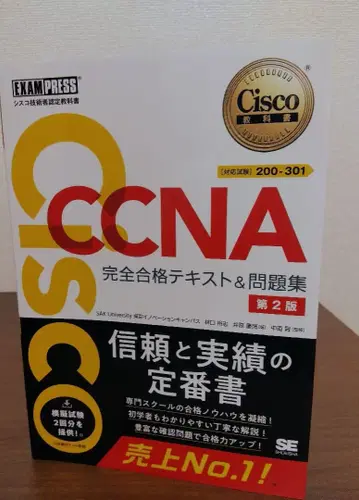 EXAMPRESS®
シスコ技術者認定教科書
Cisco
教科書
[対応試験] 200-301
Cisco
CCNA
完全合格テキスト&問題集
第2版
信頼と実績の
定番書
模擬試験
2回分を
提供!
専門スクールの合格ノウハウを凝縮!
初学者もわかりやすい丁寧な解説!
豊富な確認問題で合格力アップ!
売上No.1!
SE
SHOEISHA